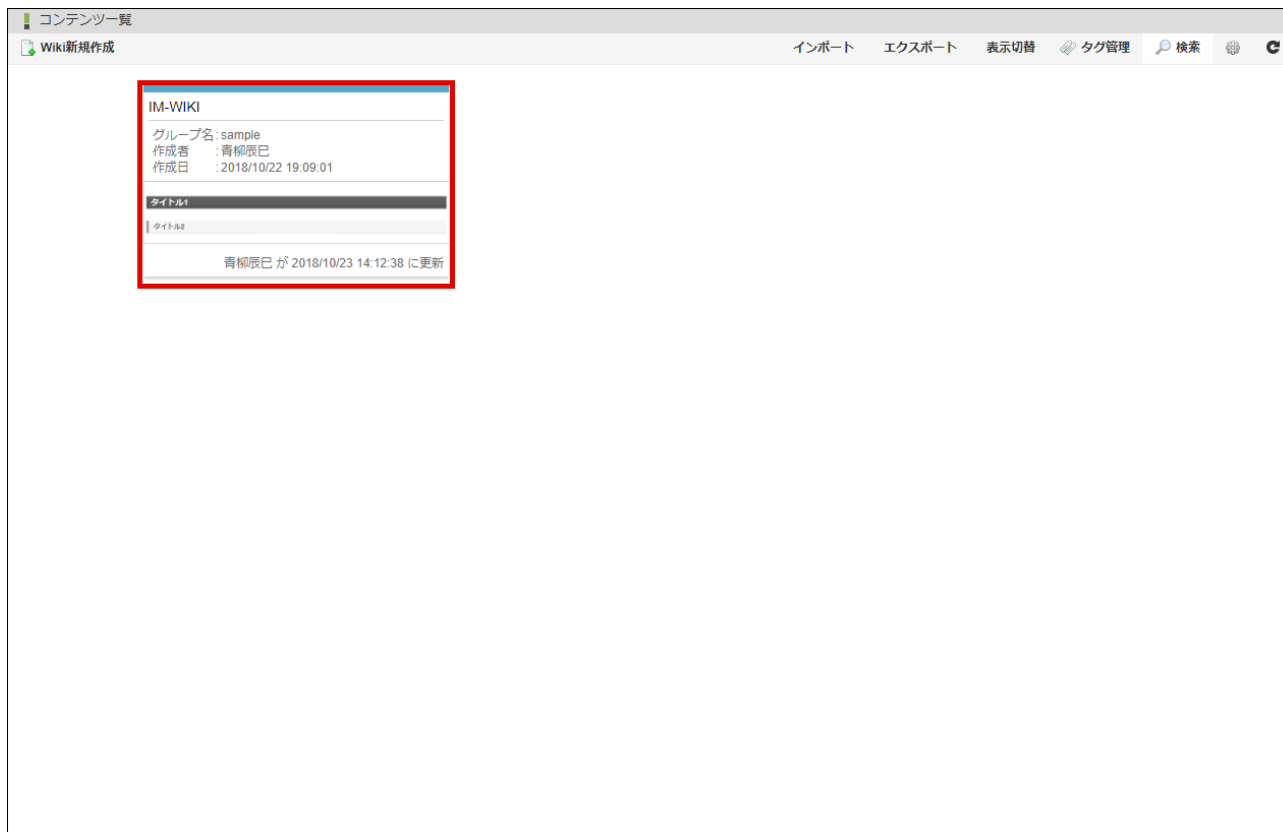 コンテンツ一覧
Wiki新規作成 インポート エクスポート 表示切替 タグ管理 検索
IM-WIKI
グループ名 : sample
作成者 : 青柳辰巳
作成日 : 2018/10/22 19:09:01
タイトル1
タイトル2
青柳辰巳 が 2018/10/23 14:12:38 に更新